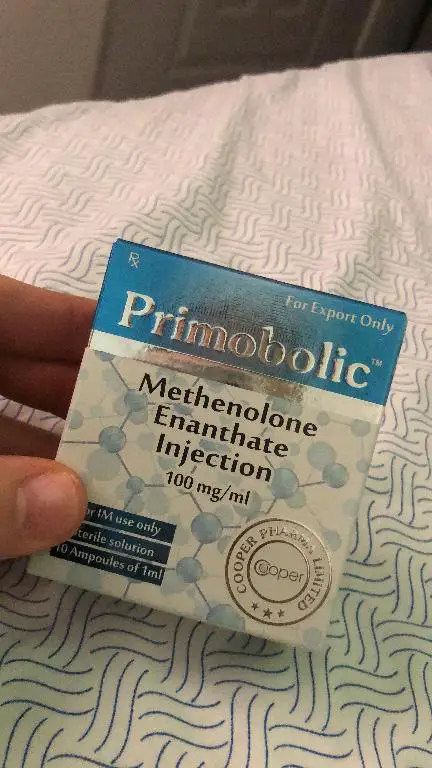 Rx
For Export Only
Primobolic™
Methenolone
Enanthate
Injection
100 mg/ml
IM use only
sterile solution
10 Ampoules of 1ml
COOPER PHARMA LIMITED
Cooper